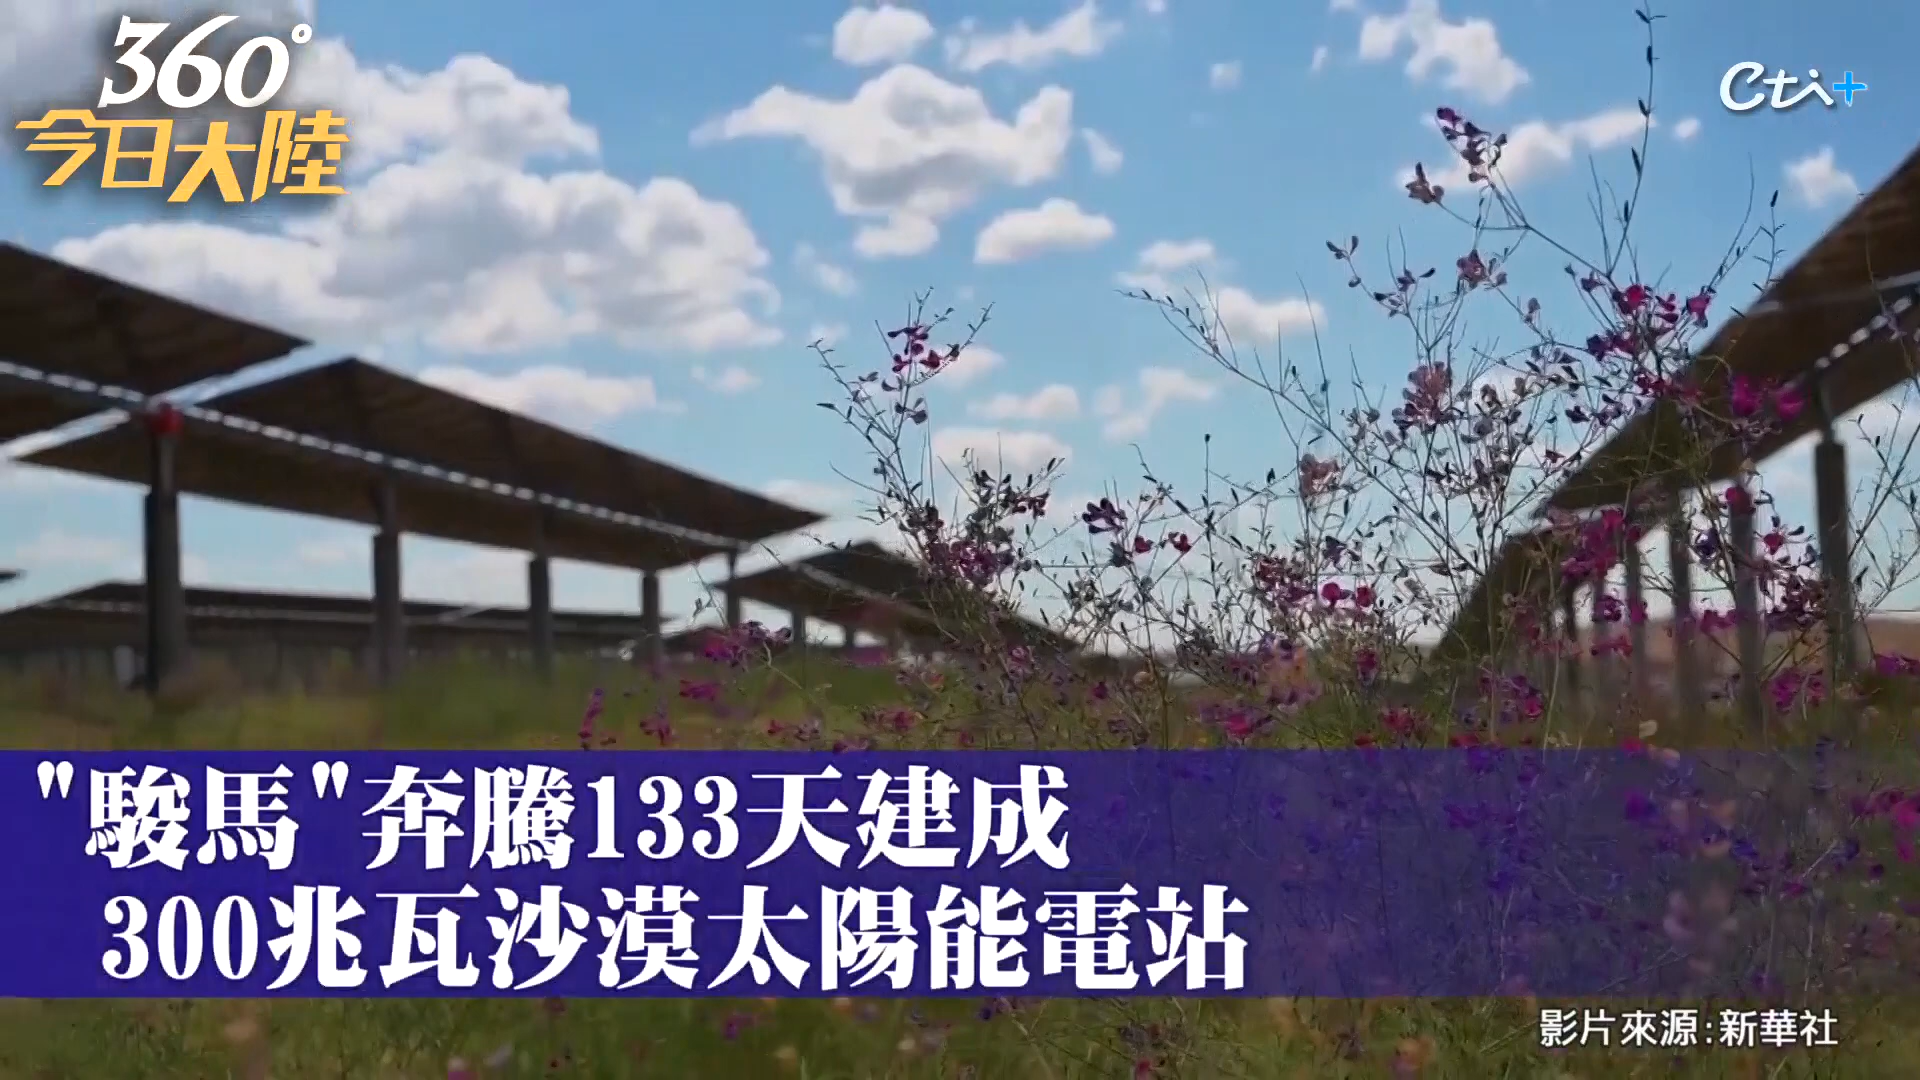 360°
今日大陸
Cti+
"駿馬"奔騰133天建成
300兆瓦沙漠太陽能電站
影片來源:新華社